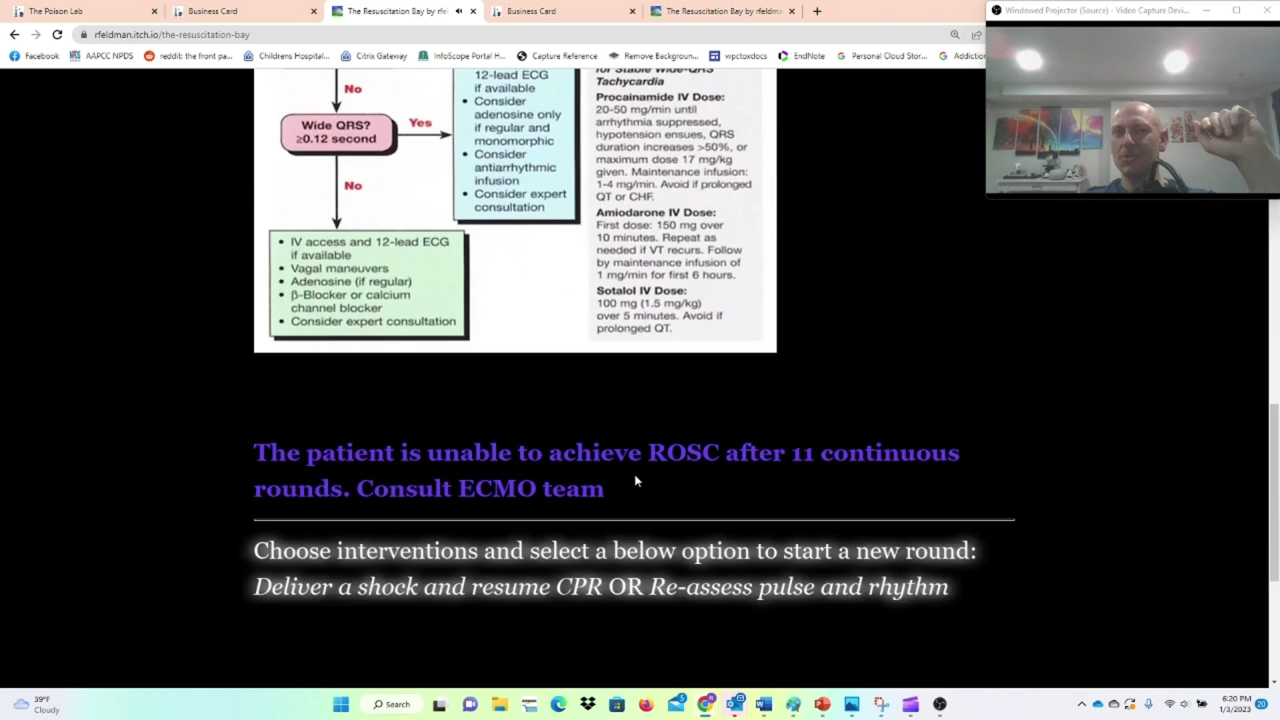 The Poison Lab
Business Card
The Resuscitation Bay by rfel
Business Card
The Resuscitation Bay by rfeldma
Windowed Projector (Source) - Video Capture Devi...
rfeldman.itch.io/the-resuscitation-bay
Facebook
AAPCC NPDS
reddit: the front pa...
Childrens Hospital...
Citrix Gateway
InfoScope Portal H...
Capture Reference
Remove Backgroun...
wpctoxdocs
EndNote
Personal Cloud Stor...
Addiction
No
Wide QRS?
≥0.12 second
Yes
No
12-lead ECG
if available
• Consider
adenosine only
if regular and
monomorphic
• Consider
antiarrhythmic
infusion
• Consider expert
consultation
• IV access and 12-lead ECG
if available
• Vagal maneuvers
• Adenosine (if regular)
• β-Blocker or calcium
channel blocker
• Consider expert consultation
for Stable Wide-QRS
Tachycardia
Procainamide IV Dose:
20-50 mg/min until
arrhythmia suppressed,
hypotension ensues, QRS
duration increases >50%, or
maximum dose 17 mg/kg
given. Maintenance infusion:
1-4 mg/min. Avoid if prolonged
QT or CHF.
Amiodarone IV Dose:
First dose: 150 mg over
10 minutes. Repeat as
needed if VT recurs. Follow
by maintenance infusion of
1 mg/min for first 6 hours.
Sotalol IV Dose:
100 mg (1.5 mg/kg)
over 5 minutes. Avoid if
prolonged QT.
The patient is unable to achieve ROSC after 11 continuous
rounds. Consult ECMO team
Choose interventions and select a below option to start a new round:
Deliver a shock and resume CPR OR Re-assess pulse and rhythm
39°F
Cloudy
Search
6:20 PM
1/3/2023
20